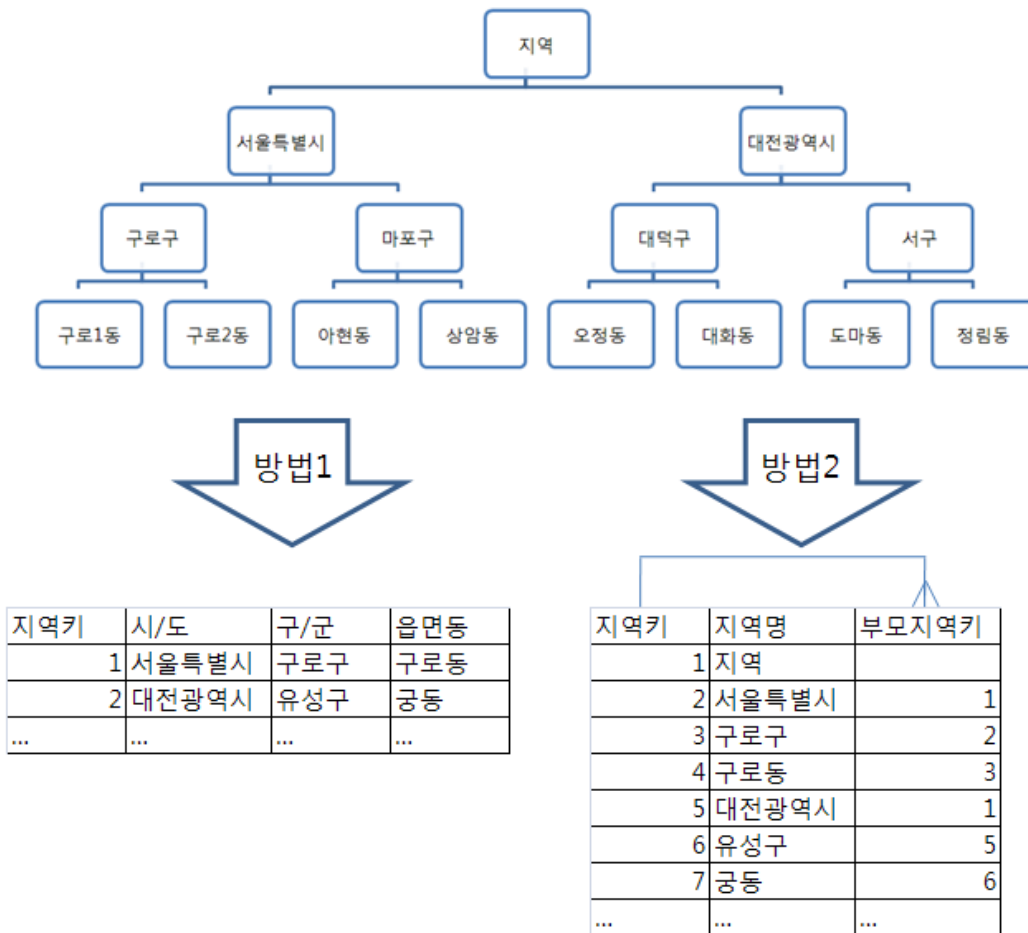 지역
서울특별시 대전광역시
구로구 마포구 대덕구 서구
구로1동 구로2동 아현동 상암동 오정동 대화동 도마동 정림동
방법1 방법2
지역키 시/도 구/군 읍면동
1 서울특별시 구로구 구로동
2 대전광역시 유성구 궁동
... ... ... ...
지역키 지역명 부모지역키
1 지역
2 서울특별시 1
3 구로구 2
4 구로동 3
5 대전광역시 1
6 유성구 5
7 궁동 6
... ... ...